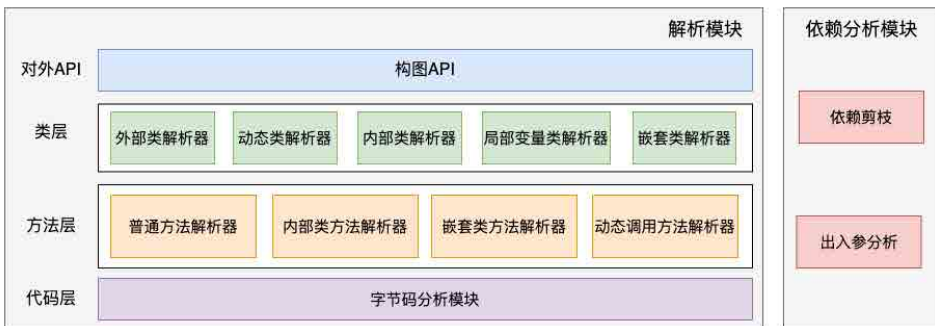 解析模块
对外API
构图API
类层
外部类解析器
动态类解析器
内部类解析器
局部变量类解析器
嵌套类解析器
方法层
普通方法解析器
内部类方法解析器
嵌套类方法解析器
动态调用方法解析器
代码层
字节码分析模块
依赖分析模块
依赖剪枝
出入参分析